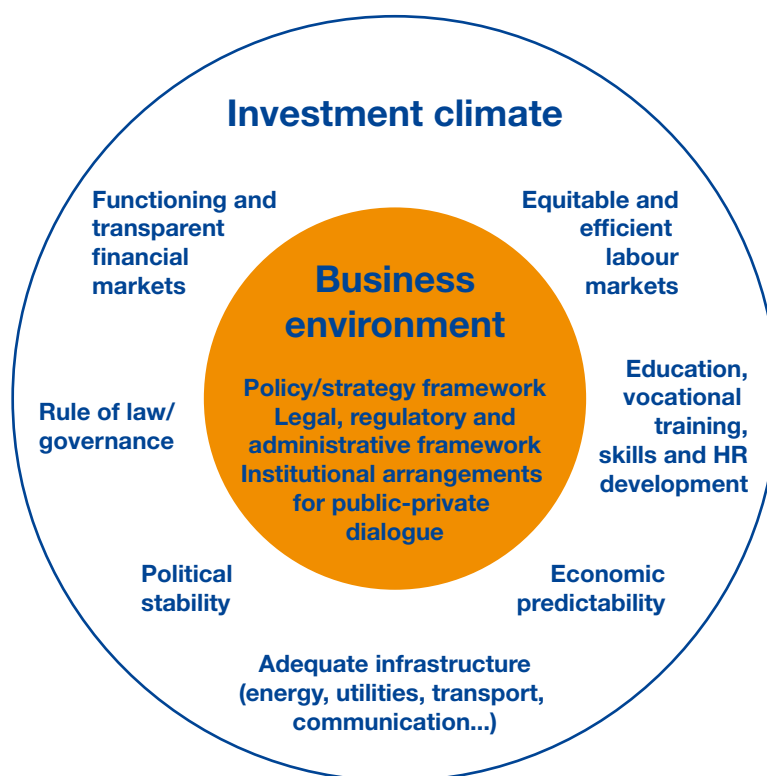 Investment climate
Functioning and
transparent
financial
markets
Equitable and
efficient
labour
markets
Business
environment
Policy/strategy framework
Legal, regulatory and
administrative framework
Institutional arrangements
for public-private
dialogue
Rule of law/
governance
Education,
vocational
training,
skills and HR
development
Political
stability
Economic
predictability
Adequate infrastructure
(energy, utilities, transport,
communication...)